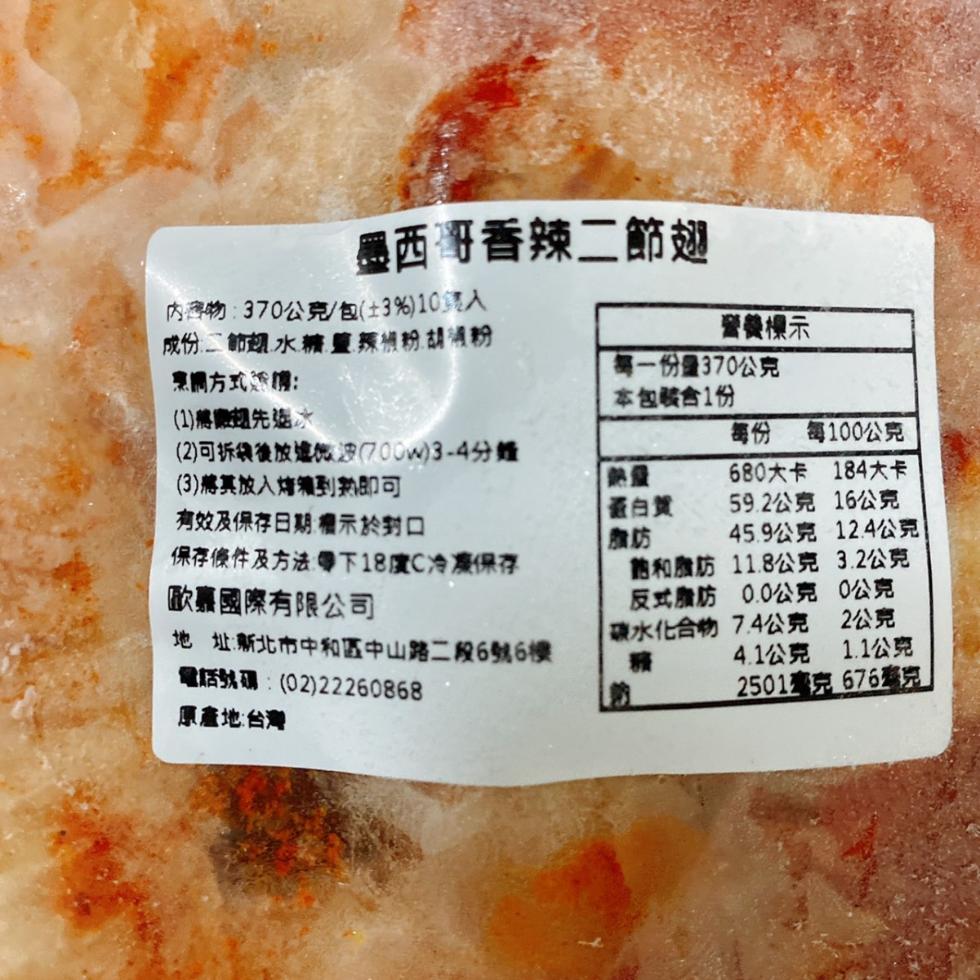 墨西哥香辣二節翅
內容物:370公克/包(±3%)10隻入
成份:二節翅.水.糖.鹽.辣椒粉.胡椒粉
烹調方式建議:
(1)將雞翅先退冰
(2)可拆袋後放進微波(700w)3-4分鐘
(3)將其放入烤箱到熟即可
有效及保存日期:標示於封口
保存條件及方法:零下18度C冷凍保存
歐嘉國際有限公司
地 址:新北市中和區中山路二段6號6樓
電話號碼:(02)22260868
原產地:台灣
營養標示
每一份量370公克
本包裝含1份
每份 每100公克
熱量 680大卡 184大卡
蛋白質 59.2公克 16公克
脂肪 45.9公克 12.4公克
飽和脂肪 11.8公克 3.2公克
反式脂肪 0.0公克 0公克
碳水化合物 7.4公克 2公克
糖 4.1公克 1.1公克
鈉 2501毫克 676毫克